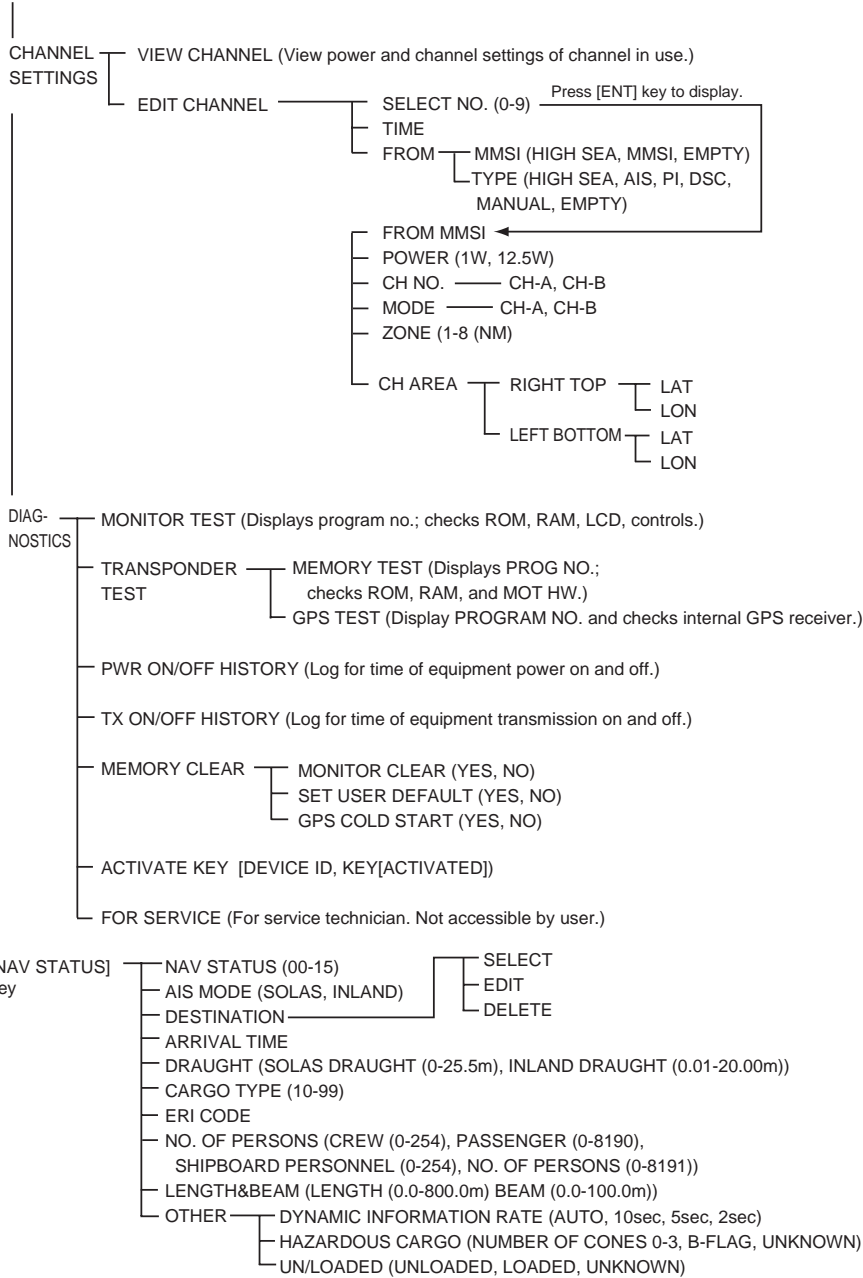 CHANNEL SETTINGS
VIEW CHANNEL (View power and channel settings of channel in use.)
EDIT CHANNEL
SELECT NO. (0-9)
Press [ENT] key to display.
TIME
FROM
MMSI (HIGH SEA, MMSI, EMPTY)
TYPE (HIGH SEA, AIS, PI, DSC,
MANUAL, EMPTY)
FROM MMSI
POWER (1W, 12.5W)
CH NO.
CH-A, CH-B
MODE
CH-A, CH-B
ZONE (1-8 (NM)
CH AREA
RIGHT TOP
LAT
LON
LEFT BOTTOM
LAT
LON
DIAG-
NOSTICS
MONITOR TEST (Displays program no.; checks ROM, RAM, LCD, controls.)
TRANSPONDER
TEST
MEMORY TEST (Displays PROG NO.;
checks ROM, RAM, and MOT HW.)
GPS TEST (Display PROGRAM NO. and checks internal GPS receiver.)
PWR ON/OFF HISTORY (Log for time of equipment power on and off.)
TX ON/OFF HISTORY (Log for time of equipment transmission on and off.)
MEMORY CLEAR
MONITOR CLEAR (YES, NO)
SET USER DEFAULT (YES, NO)
GPS COLD START (YES, NO)
ACTIVATE KEY [DEVICE ID, KEY[ACTIVATED])
FOR SERVICE (For service technician. Not accessible by user.)
NAV STATUS]
ey
NAV STATUS (00-15)
AIS MODE (SOLAS, INLAND)
DESTINATION
SELECT
EDIT
DELETE
ARRIVAL TIME
DRAUGHT (SOLAS DRAUGHT (0-25.5m), INLAND DRAUGHT (0.01-20.00m))
CARGO TYPE (10-99)
ERI CODE
NO. OF PERSONS (CREW (0-254), PASSENGER (0-8190),
SHIPBOARD PERSONNEL (0-254), NO. OF PERSONS (0-8191))
LENGTH&BEAM (LENGTH (0.0-800.0m) BEAM (0.0-100.0m))
OTHER
DYNAMIC INFORMATION RATE (AUTO, 10sec, 5sec, 2sec)
HAZARDOUS CARGO (NUMBER OF CONES 0-3, B-FLAG, UNKNOWN)
UN/LOADED (UNLOADED, LOADED, UNKNOWN)